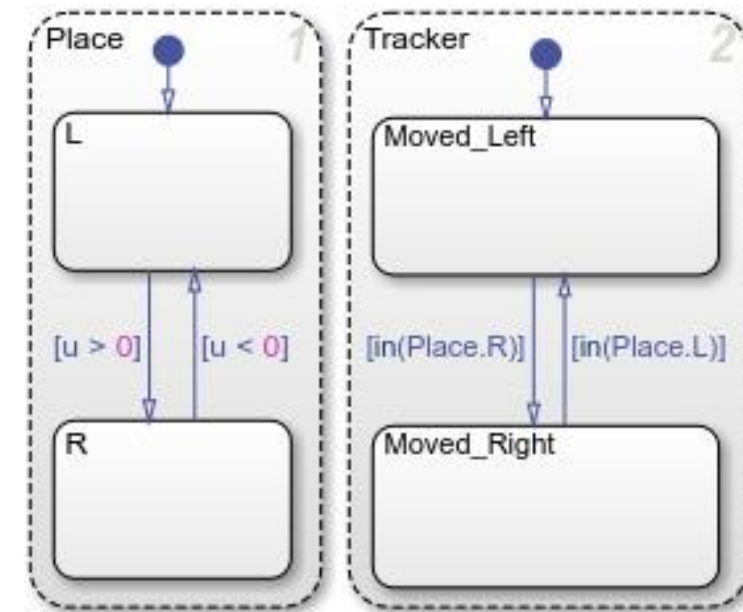 Place 1
L
[u > 0] [u < 0]
R
Tracker 2
Moved_Left
[in(Place.R)] [in(Place.L)]
Moved_Right